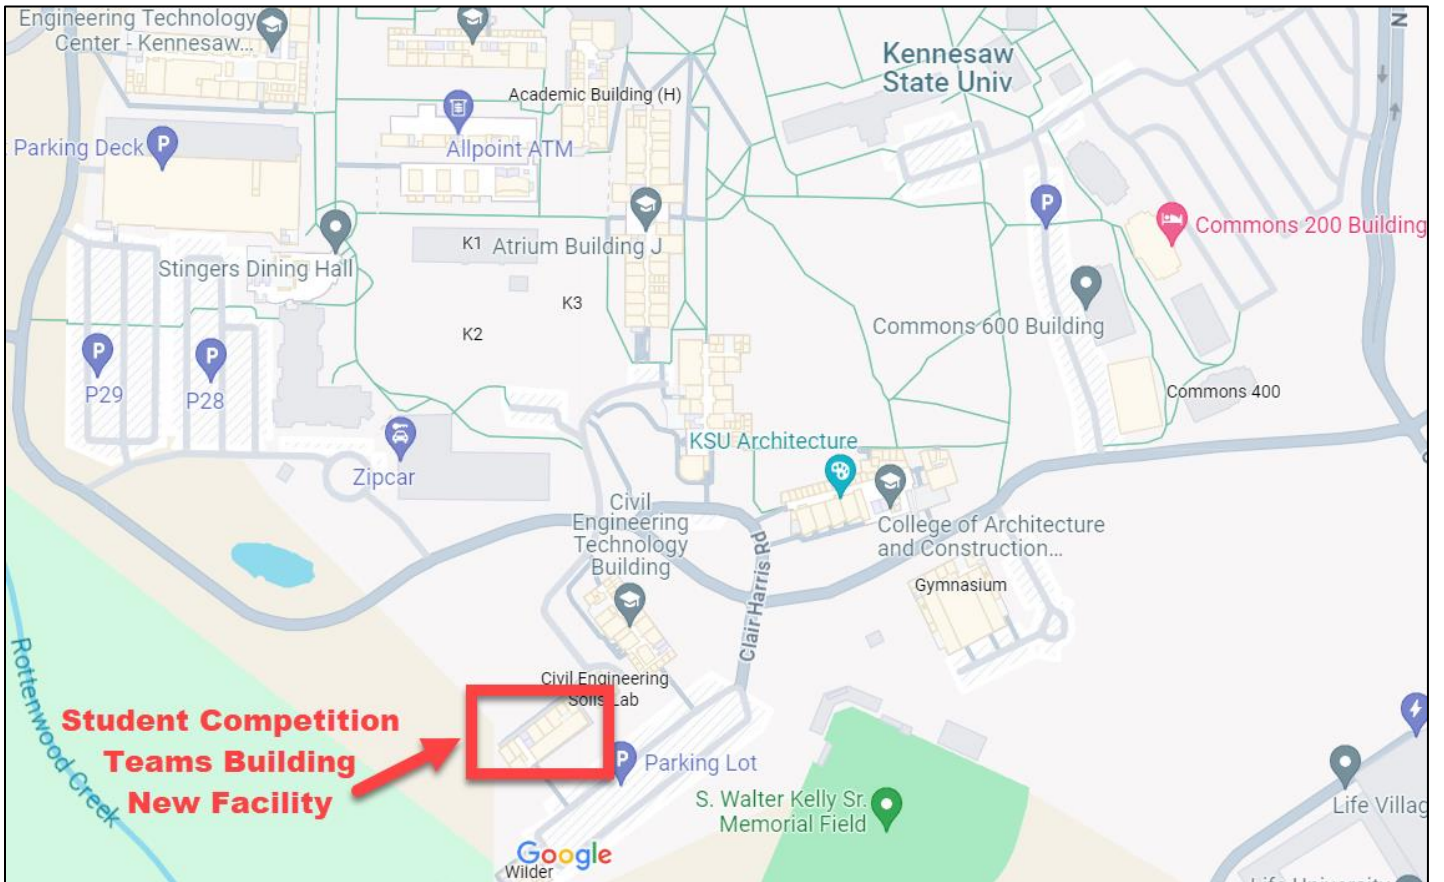 Engineering Technology
Center - Kennesaw...
Academic Building (H)
Kennesaw
State Univ
N
Parking Deck
P
Allpoint ATM
P
Commons 200 Building
K1
Atrium Building J
Stingers Dining Hall
K3
K2
Commons 600 Building
P
P29
P
P28
Commons 400
Zipcar
KSU Architecture
Civil
Engineering
Technology
Building
College of Architecture
and Construction...
Clair Harris Rd
Gymnasium
Rottenwood Creek
Civil Engineering
Soils Lab
Student Competition
Teams Building
New Facility
P
Parking Lot
S. Walter Kelly Sr.
Memorial Field
Life Villag
Google
Wilder
Life University